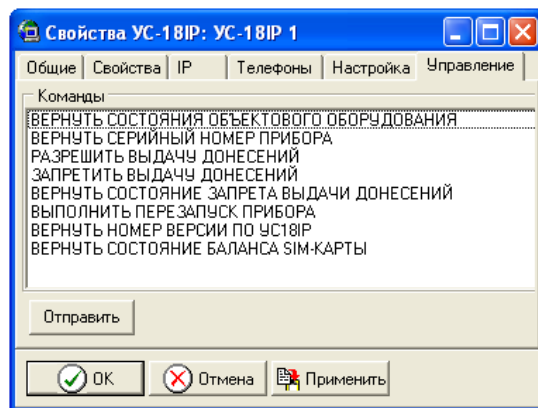 Свойства УС-18IP: УС-18IP 1
Общие Свойства IP Телефоны Настройка Управление
Команды
ВЕРНУТЬ СОСТОЯНИЯ ОБЪЕКТОВОГО ОБОРУДОВАНИЯ
ВЕРНУТЬ СЕРИЙНЫЙ НОМЕР ПРИБОРА
РАЗРЕШИТЬ ВЫДАЧУ ДОНЕСЕНИЙ
ЗАПРЕТИТЬ ВЫДАЧУ ДОНЕСЕНИЙ
ВЕРНУТЬ СОСТОЯНИЕ ЗАПРЕТА ВЫДАЧИ ДОНЕСЕНИЙ
ВЫПОЛНИТЬ ПЕРЕЗАПУСК ПРИБОРА
ВЕРНУТЬ НОМЕР ВЕРСИИ ПО УС18IP
ВЕРНУТЬ СОСТОЯНИЕ БАЛАНСА SIM-КАРТЫ
Отправить
OK Отмена Применить